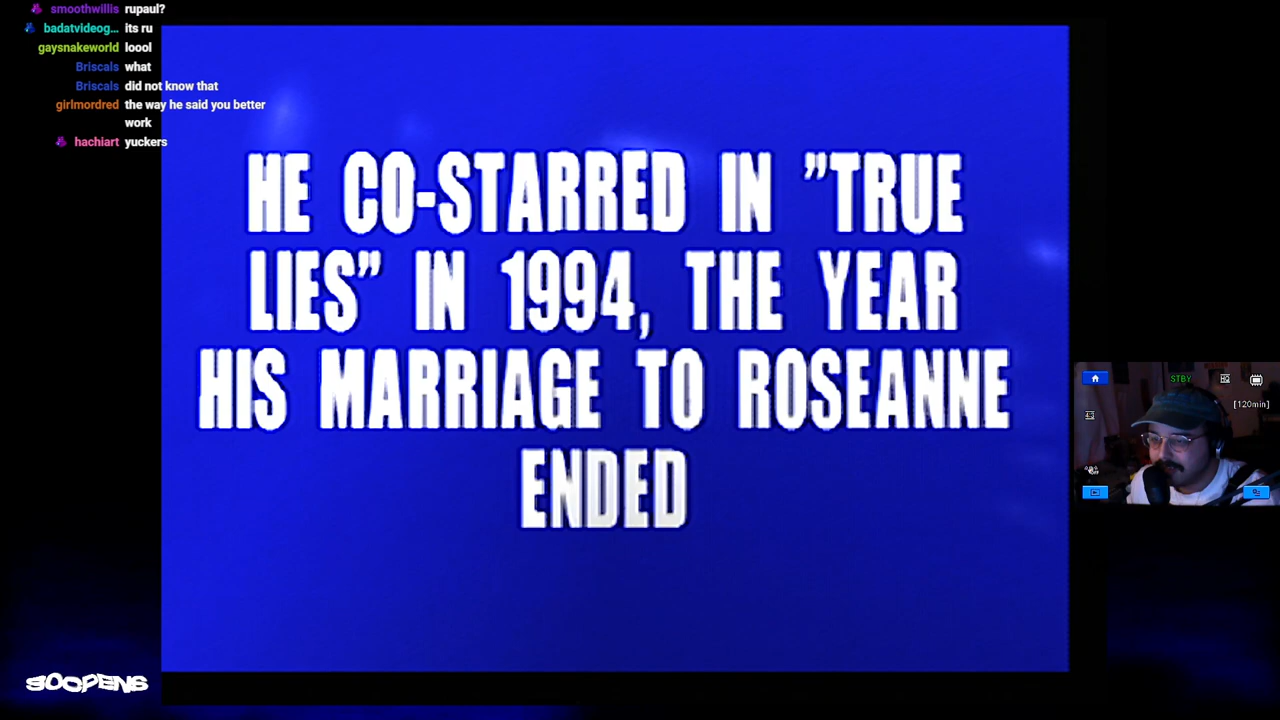 smoothwillis rupaul?
badatvideog... its ru
gaysnakeworld loool
Briscals what
Briscals did not know that
girlmordred the way he said you better
work
hachiart yuckers
HE CO-STARRED IN "TRUE
LIES" IN 1994, THE YEAR
HIS MARRIAGE TO ROSEANNE
ENDED
STBY
[120min]
SOOPENS